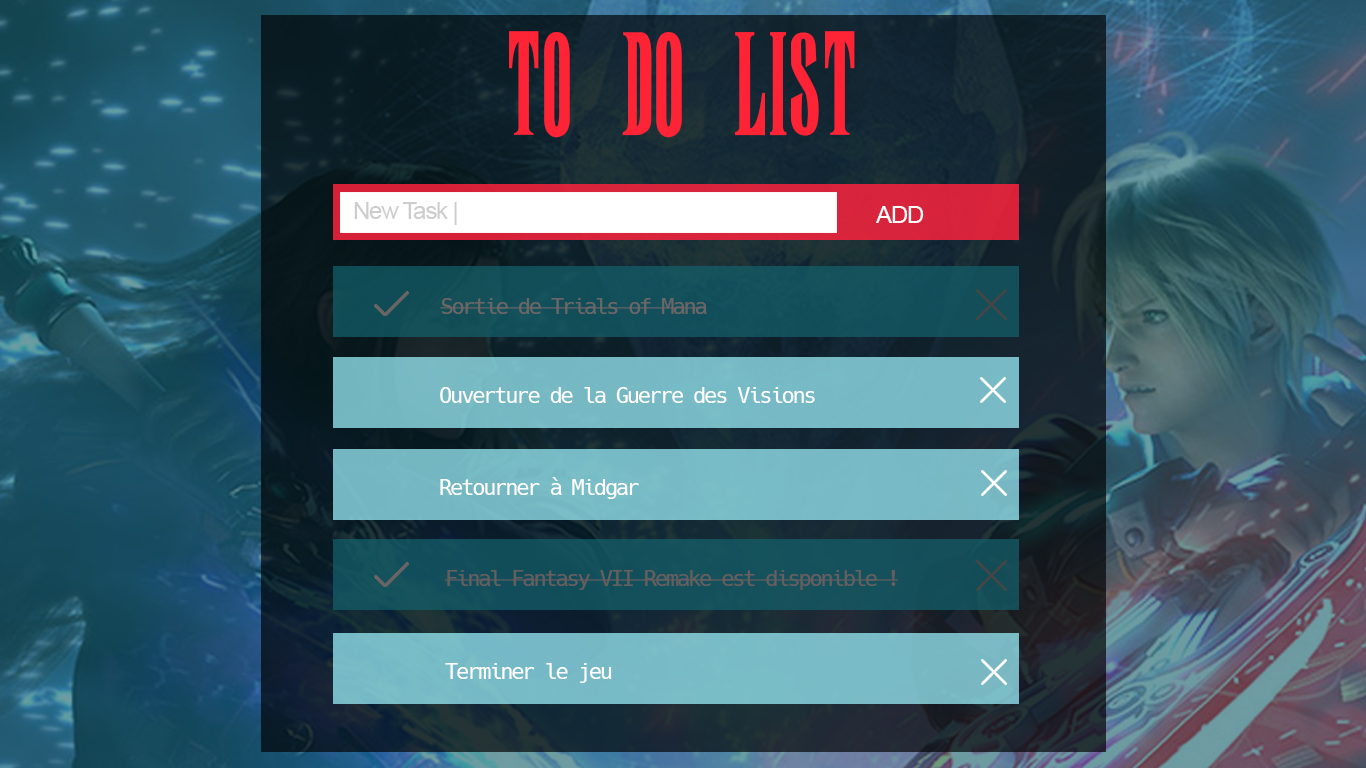 TO DO LIST
New Task |
ADD
Sortie de Trials of Mana
Ouverture de la Guerre des Visions
Retourner à Midgar
Final Fantasy VII Remake est disponible !
Terminer le jeu